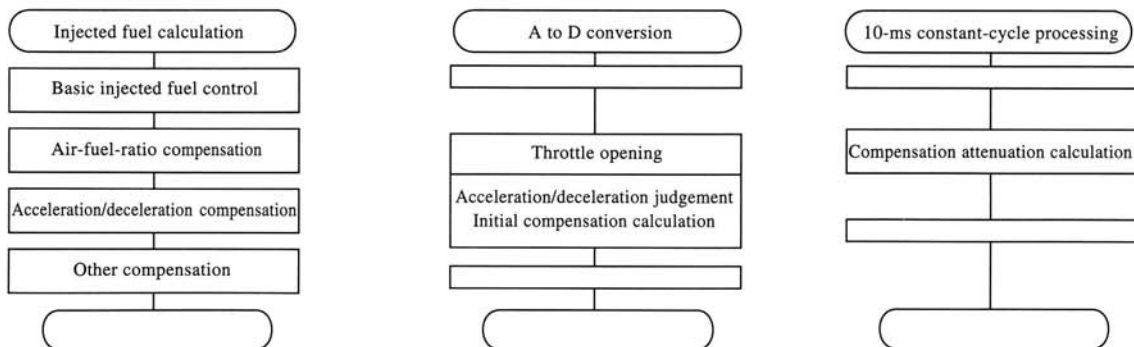 Injected fuel calculation
Basic injected fuel control
Air-fuel-ratio compensation
Acceleration/deceleration compensation
Other compensation
A to D conversion
Throttle opening
Acceleration/deceleration judgement
Initial compensation calculation
10-ms constant-cycle processing
Compensation attenuation calculation